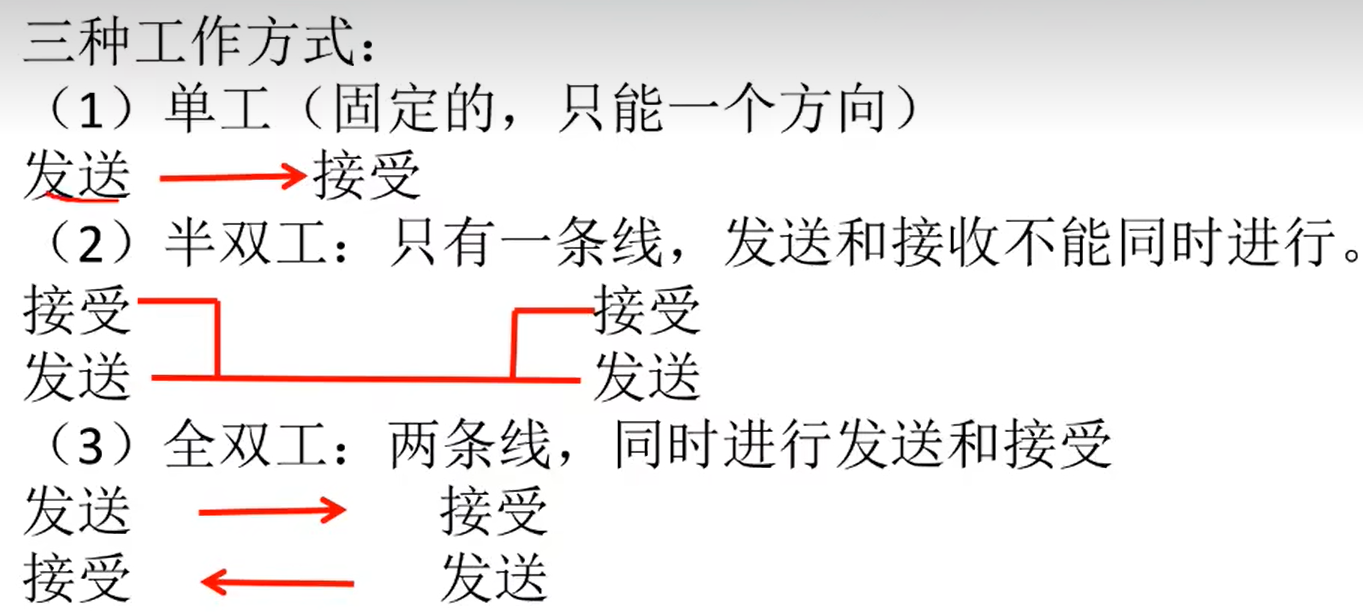 三种工作方式：
（1）单工（固定的，只能一个方向）
发送 接受
（2）半双工：只有一条线，发送和接收不能同时进行。
接受 接受
发送 发送
（3）全双工：两条线，同时进行发送和接受
发送 接受
接受 发送